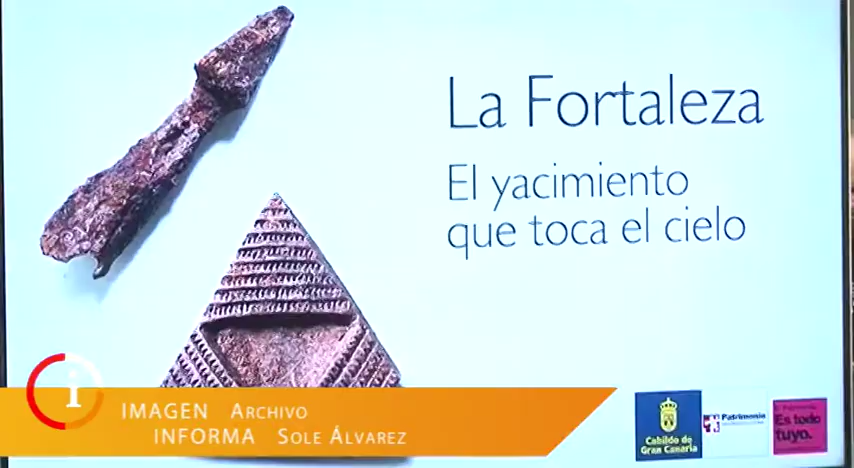 La Fortaleza
El yacimiento
que toca el cielo
i
IMAGEN Archivo
INFORMA Sole Álvarez
Cabildo de
Gran Canaria
Patrimonio
Es todo
tuyo.